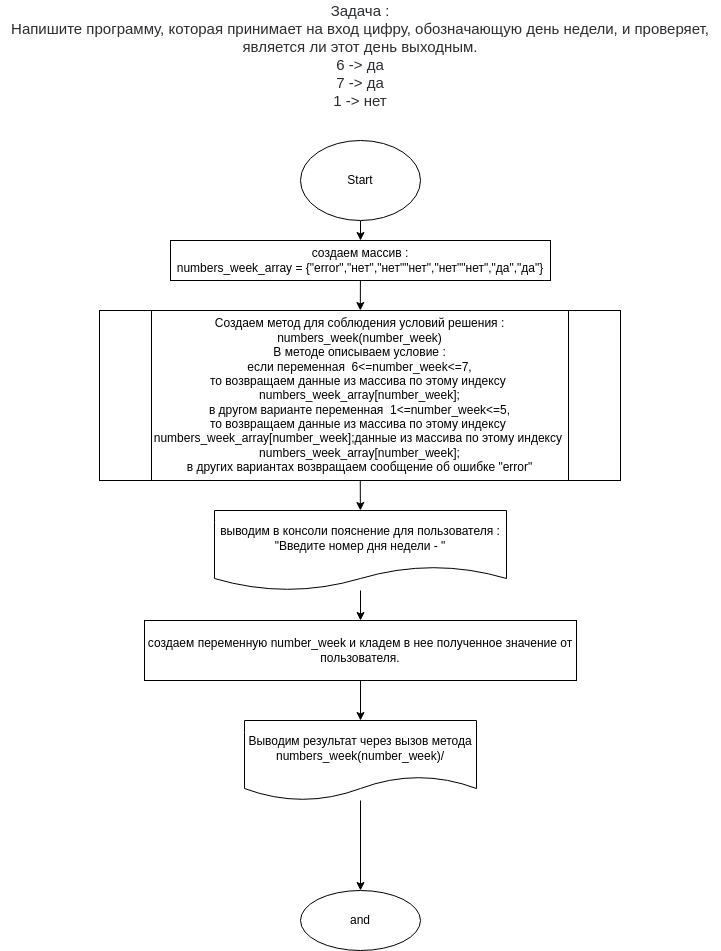 Задача :
Напишите программу, которая принимает на вход цифру, обозначающую день недели, и проверяет,
является ли этот день выходным.
6 -> да
7 -> да
1 -> нет
Start
создаем массив :
numbers_week_array = {"error","нет","нет""нет","нет""нет","да","да"}
Создаем метод для соблюдения условий решения :
numbers_week(number_week)
В методе описываем условие :
если переменная 6<=number_week<=7,
то возвращаем данные из массива по этому индексу
numbers_week_array[number_week];
в другом варианте переменная 1<=number_week<=5,
то возвращаем данные из массива по этому индексу
numbers_week_array[number_week];данные из массива по этому индексу
numbers_week_array[number_week];
в других вариантах возвращаем сообщение об ошибке "error"
выводим в консоли пояснение для пользователя :
"Введите номер дня недели - "
создаем переменную number_week и кладем в нее полученное значение от
пользователя.
Выводим результат через вызов метода
numbers_week(number_week)/
and